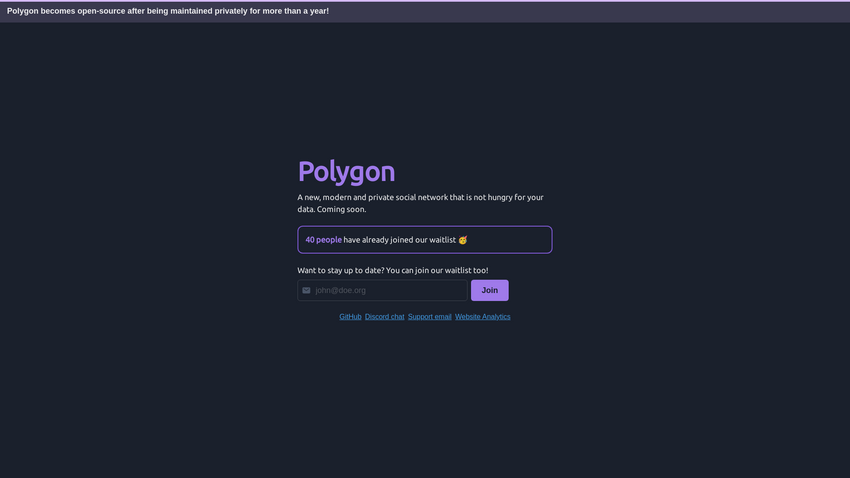 Polygon becomes open-source after being maintained privately for more than a year!
Polygon
A new, modern and private social network that is not hungry for your
data. Coming soon.
40 people have already joined our waitlist 🥳
Want to stay up to date? You can join our waitlist too!
john@doe.org
Join
GitHub Discord chat Support email Website Analytics